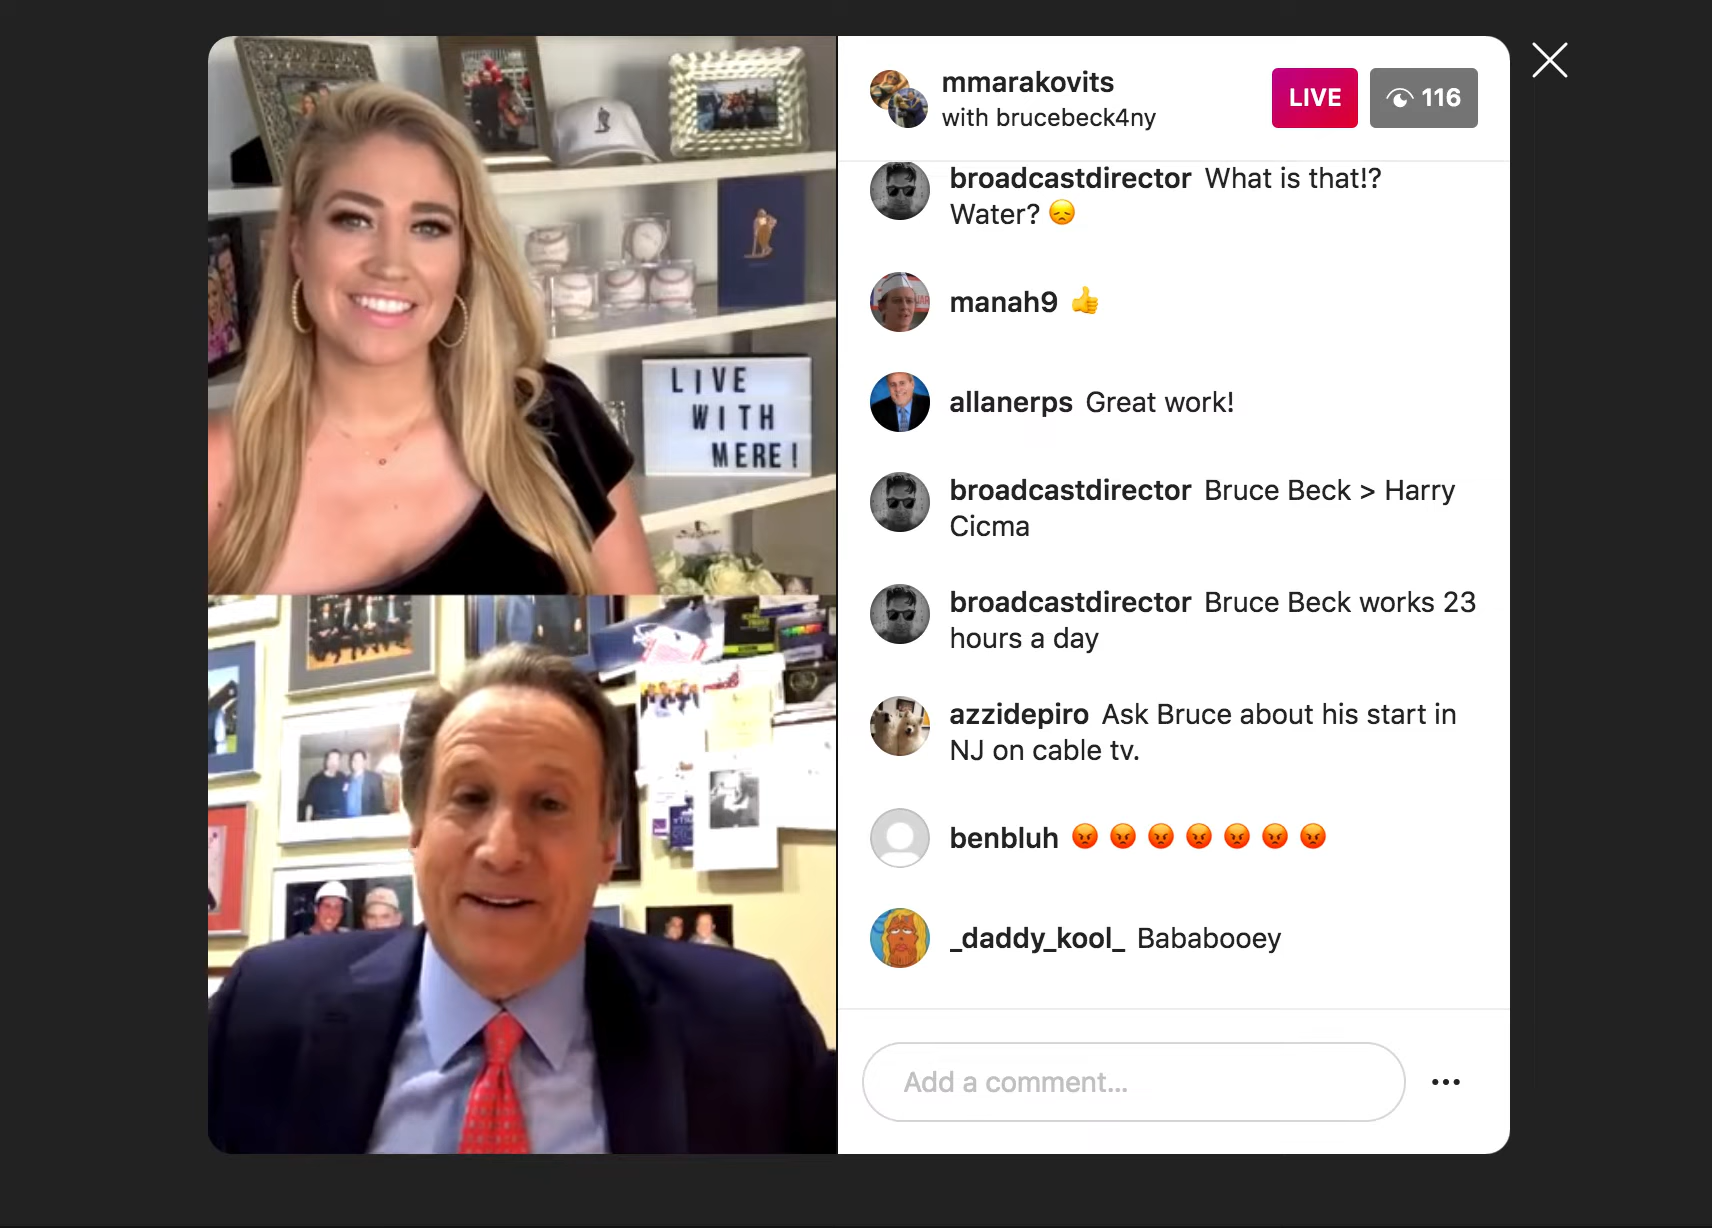 LIVE
WITH
MERE!
mmarakovits
with brucebeck4ny
LIVE
116
broadcastdirector What is that!?
Water? 😞
manah9 👍
allanerps Great work!
broadcastdirector Bruce Beck > Harry
Cicma
broadcastdirector Bruce Beck works 23
hours a day
azzidepiro Ask Bruce about his start in
NJ on cable tv.
benbluh 😡 😡 😡 😡 😡 😡 😡
_daddy_kool_ Bababooey
Add a comment...